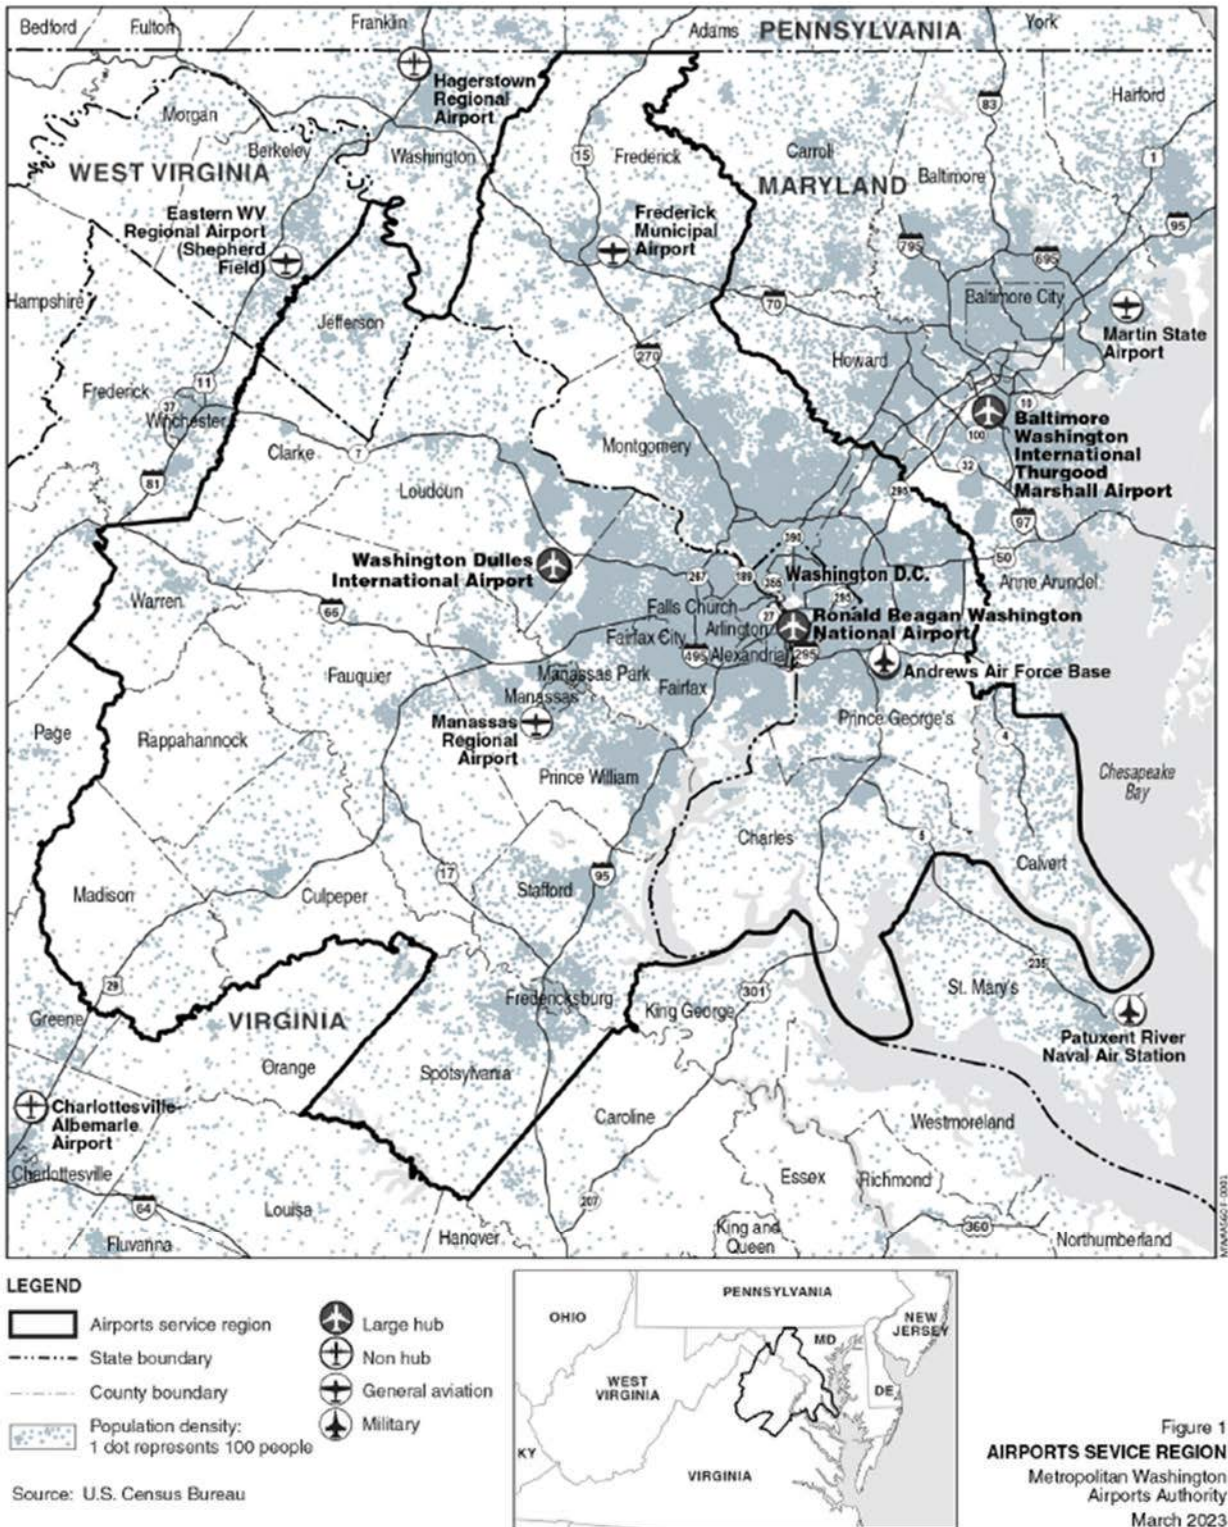 Bedford
Fulton
Franklin
Adams
PENNSYLVANIA
York
Hagerstown
Regional
Airport
83
Harford
Morgan
Berkeley
Washington
15
Frederick
Carroll
1
WEST VIRGINIA
MARYLAND
Baltimore
Eastern WV
Regional Airport
(Shepherd
Field)
Frederick
Municipal
Airport
95
795
695
Hampshire
Jefferson
70
Baltimore City
Martin State
Airport
270
Howard
Frederick
11
37
Winchester
10
100
Baltimore
Washington
International
Thurgood
Marshall Airport
Clarke
7
Montgomery
32
81
Loudoun
295
97
390
50
Washington Dulles
International Airport
267
189
355
Washington D.C.
Anne Arundel
Warren
66
295
Falls Church
27
Ronald Reagan Washington
National Airport
Fairfax City
Arlington
495
Alexandria
295
Andrews Air Force Base
Fauquier
Manassas Park
Fairfax
Manassas
Prince George's
Manassas
Regional
Airport
Page
Rappahannock
4
Prince William
Chesapeake
Bay
Charles
5
Calvert
17
95
Madison
Culpeper
Stafford
235
29
Fredericksburg
301
St. Mary's
Greene
VIRGINIA
King George
Patuxent River
Naval Air Station
Orange
Spotsylvania
Charlottesville-
Albemarle
Airport
Caroline
Westmoreland
Charlottesville
Essex
Richmond
64
Louisa
207
Fluvanna
Hanover
King and
Queen
360
Northumberland
LEGEND
Airports service region
State boundary
County boundary
Population density:
1 dot represents 100 people
Large hub
Non hub
General aviation
Military
Source: U.S. Census Bureau
PENNSYLVANIA
OHIO
NEW
JERSEY
MD
WEST
VIRGINIA
DE
KY
VIRGINIA
Figure 1
AIRPORTS SEVICE REGION
Metropolitan Washington
Airports Authority
March 2023